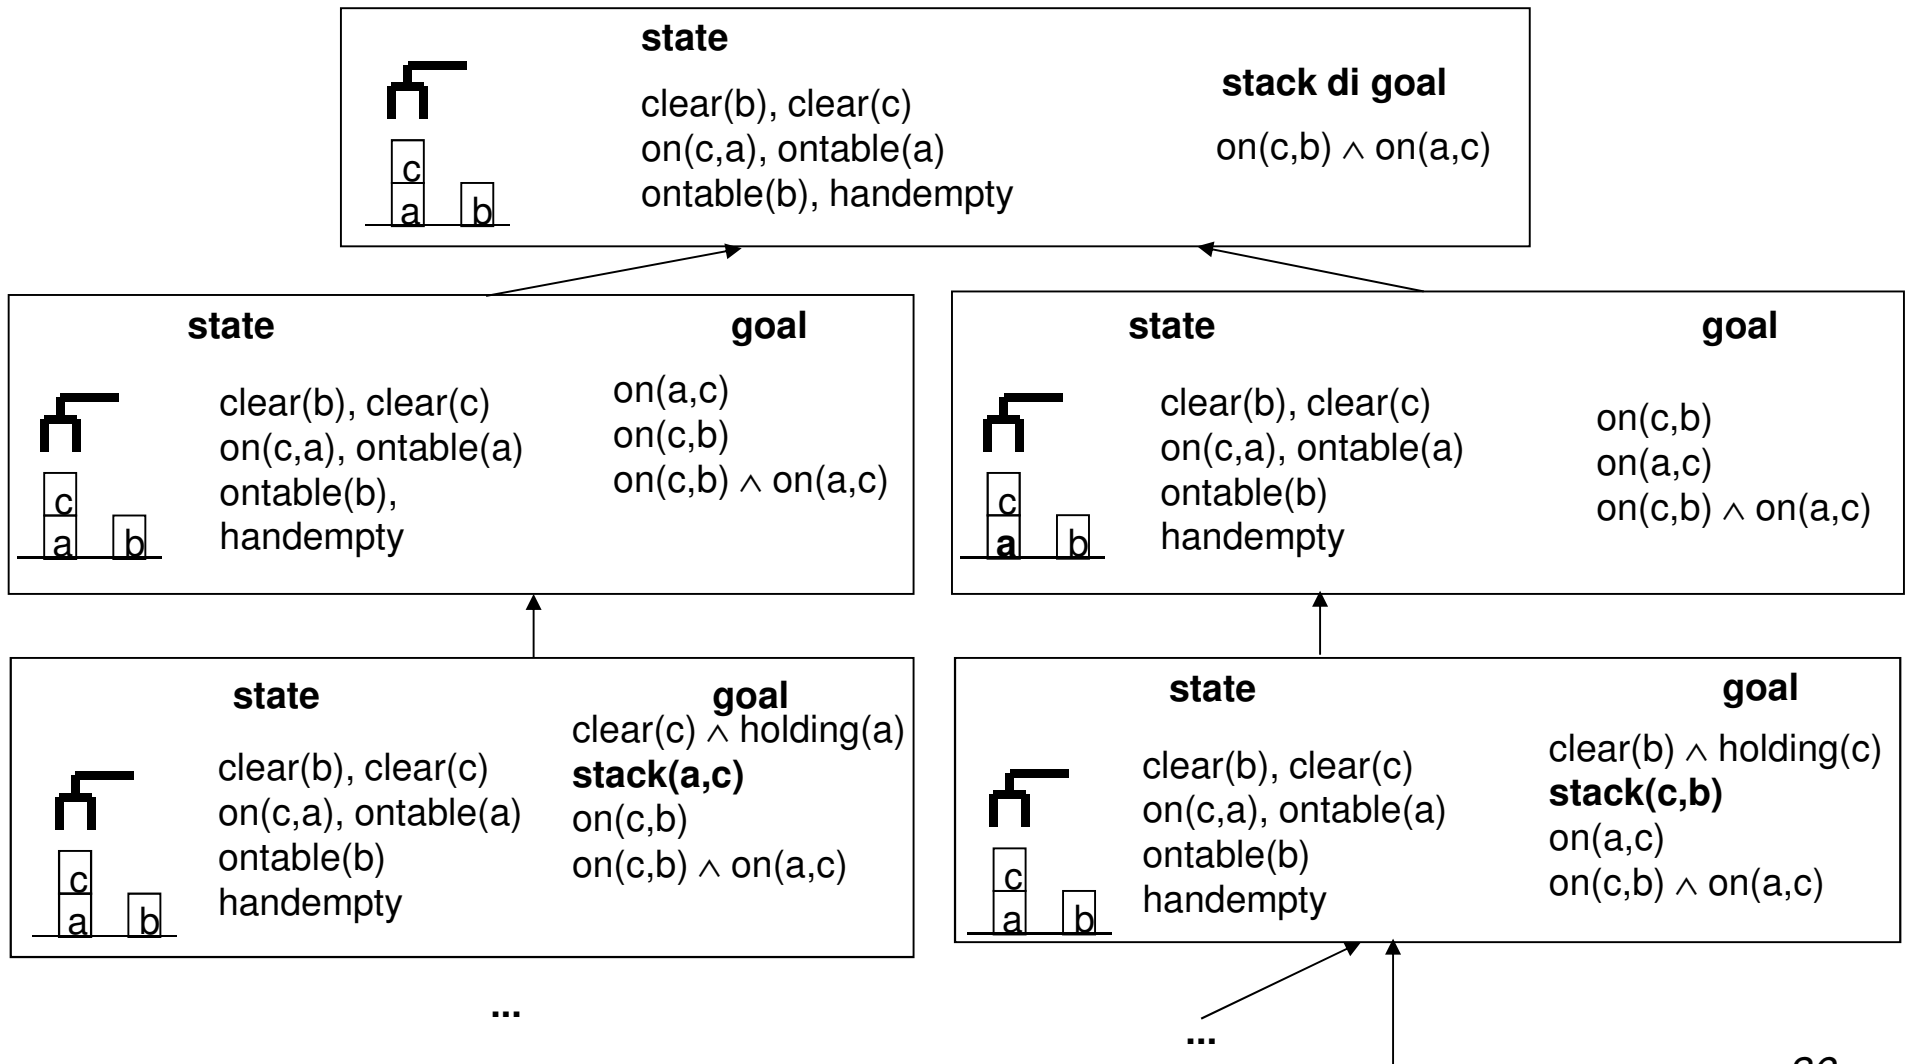 state
stack di goal
clear(b), clear(c)
on(c,a), ontable(a)
ontable(b), handempty
on(c,b) ∧ on(a,c)
c
a
b
state
goal
clear(b), clear(c)
on(c,a), ontable(a)
ontable(b),
handempty
on(a,c)
on(c,b)
on(c,b) ∧ on(a,c)
c
a
b
state
goal
clear(b), clear(c)
on(c,a), ontable(a)
ontable(b)
handempty
on(c,b)
on(a,c)
on(c,b) ∧ on(a,c)
c
a
b
state
goal
clear(b), clear(c)
on(c,a), ontable(a)
ontable(b)
handempty
clear(c) ∧ holding(a)
stack(a,c)
on(c,b)
on(c,b) ∧ on(a,c)
c
a
b
state
goal
clear(b), clear(c)
on(c,a), ontable(a)
ontable(b)
handempty
clear(b) ∧ holding(c)
stack(c,b)
on(a,c)
on(c,b) ∧ on(a,c)
c
a
b
...
...